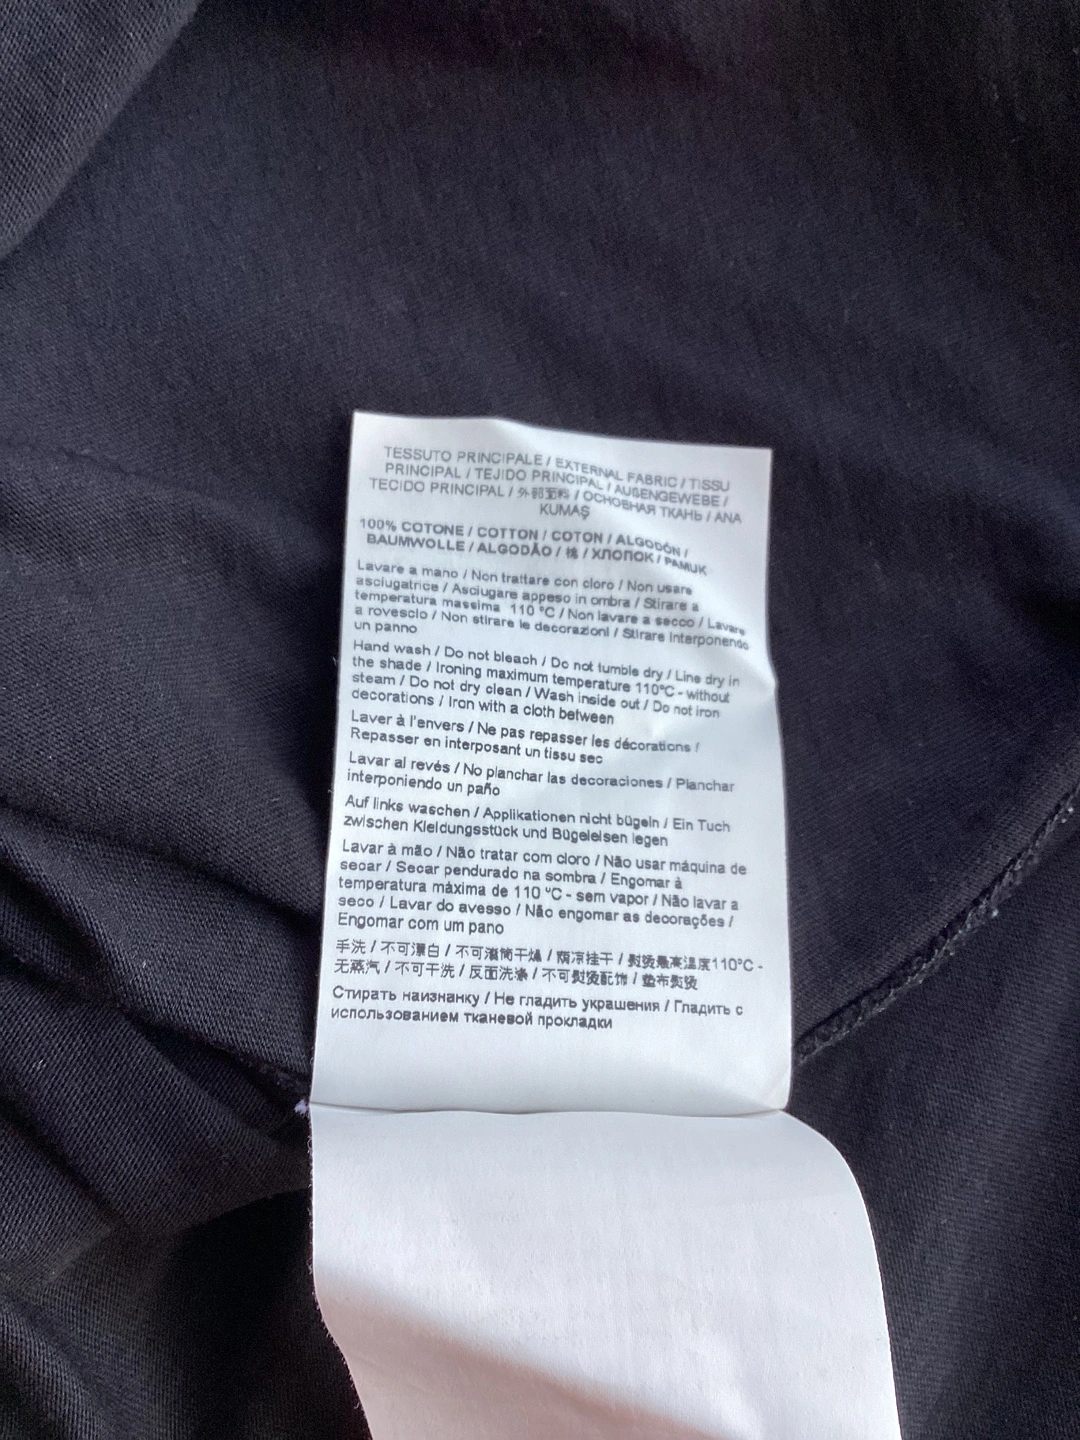 TESSUTO PRINCIPALE / EXTERNAL FABRIC / TISSU
PRINCIPAL / TEJIDO PRINCIPAL / AUßENGEWEBE /
TECIDO PRINCIPAL / 外部面料 / ОСНОВНАЯ ТКАНЬ / ANA
KUMAŞ
100% COTONE / COTTON / COTON / ALGODÓN /
BAUMWOLLE / ALGODÃO / 棉 / ХЛОПОК / PAMUK
Lavare a mano / Non trattare con cloro / Non usare
asciugatrice / Asciugare appeso in ombra / Stirare a
temperatura massima 110 °C / Non lavare a secco / Lavare
a rovescio / Non stirare le decorazioni / Stirare interponendo
un panno
Hand wash / Do not bleach / Do not tumble dry / Line dry in
the shade / Ironing maximum temperature 110°C - without
steam / Do not dry clean / Wash inside out / Do not iron
decorations / Iron with a cloth between
Laver à l'envers / Ne pas repasser les décorations /
Repasser en interposant un tissu sec
Lavar al revés / No planchar las decoraciones / Planchar
interponiendo un paño
Auf links waschen / Applikationen nicht bügeln / Ein Tuch
zwischen Kleidungsstück und Bügeleisen legen
Lavar à mão / Não tratar com cloro / Não usar máquina de
secar / Secar pendurado na sombra / Engomar à
temperatura máxima de 110 °C - sem vapor / Não lavar a
seco / Lavar do avesso / Não engomar as decorações /
Engomar com um pano
手洗 / 不可漂白 / 不可滚筒干燥 / 阴凉挂干 / 熨烫最高温度110°C -
无蒸汽 / 不可干洗 / 反面洗涤 / 不可熨烫配饰 / 垫布熨烫
Стирать наизнанку / Не гладить украшения / Гладить с
использованием тканевой прокладки